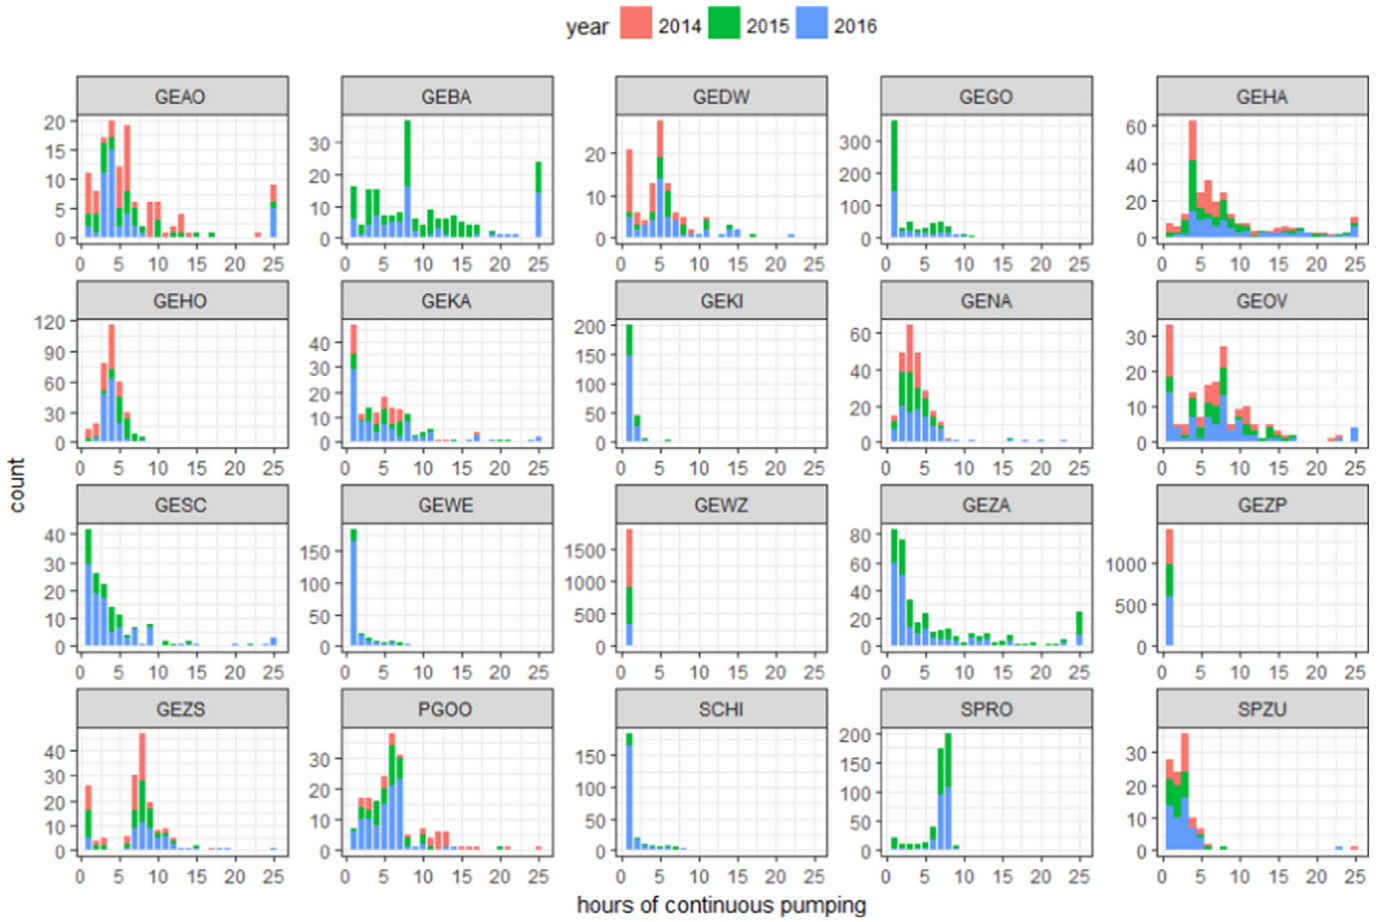 year 2014 2015 2016
GEAO GEBA GEDW GEGO GEHA
20 15 10 5 0
30 20 10 0
20 10 0
300 200 100 0
60 40 20 0
0 5 10 15 20 25 0 5 10 15 20 25 0 5 10 15 20 25 0 5 10 15 20 25 0 5 10 15 20 25
GEHO GEKA GEKI GENA GEOV
120 90 60 30 0
40 30 20 10 0
200 150 100 50 0
60 40 20 0
30 20 10 0
0 5 10 15 20 25 0 5 10 15 20 25 0 5 10 15 20 25 0 5 10 15 20 25 0 5 10 15 20 25
count
GESC GEWE GEWZ GEZA GEZP
40 30 20 10 0
150 100 50 0
1500 1000 500 0
80 60 40 20 0
1000 500 0
0 5 10 15 20 25 0 5 10 15 20 25 0 5 10 15 20 25 0 5 10 15 20 25 0 5 10 15 20 25
GEZS PGOO SCHI SPRO SPZU
40 30 20 10 0
30 20 10 0
150 100 50 0
200 150 100 50 0
30 20 10 0
0 5 10 15 20 25 0 5 10 15 20 25 0 5 10 15 20 25 0 5 10 15 20 25 0 5 10 15 20 25
hours of continuous pumping